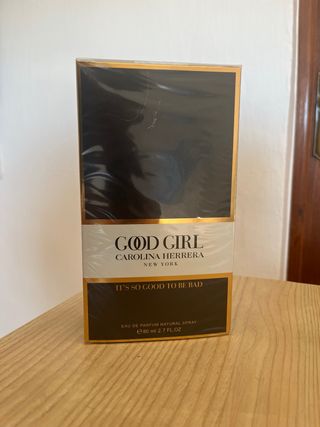 GOOD GIRL
CAROLINA HERRERA
NEW YORK
IT'S SO GOOD TO BE BAD
EAU DE PARFUM NATURAL SPRAY
℮80 ml 2.7 FL.OZ